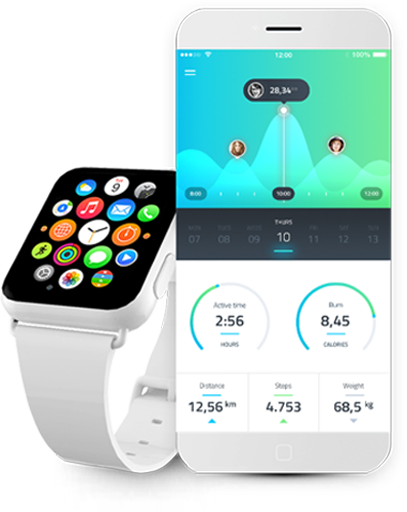 12:00
100%
28,34
8:00 10:00 12:00
THURS
MON TUE WED FRI SAT SUN
07 08 09 10 11 12 13
Active time
2:56
HOURS
Burn
8,45
CALORIES
Distance Steps Weight
12,56 km 4.753 68,5 kg
9